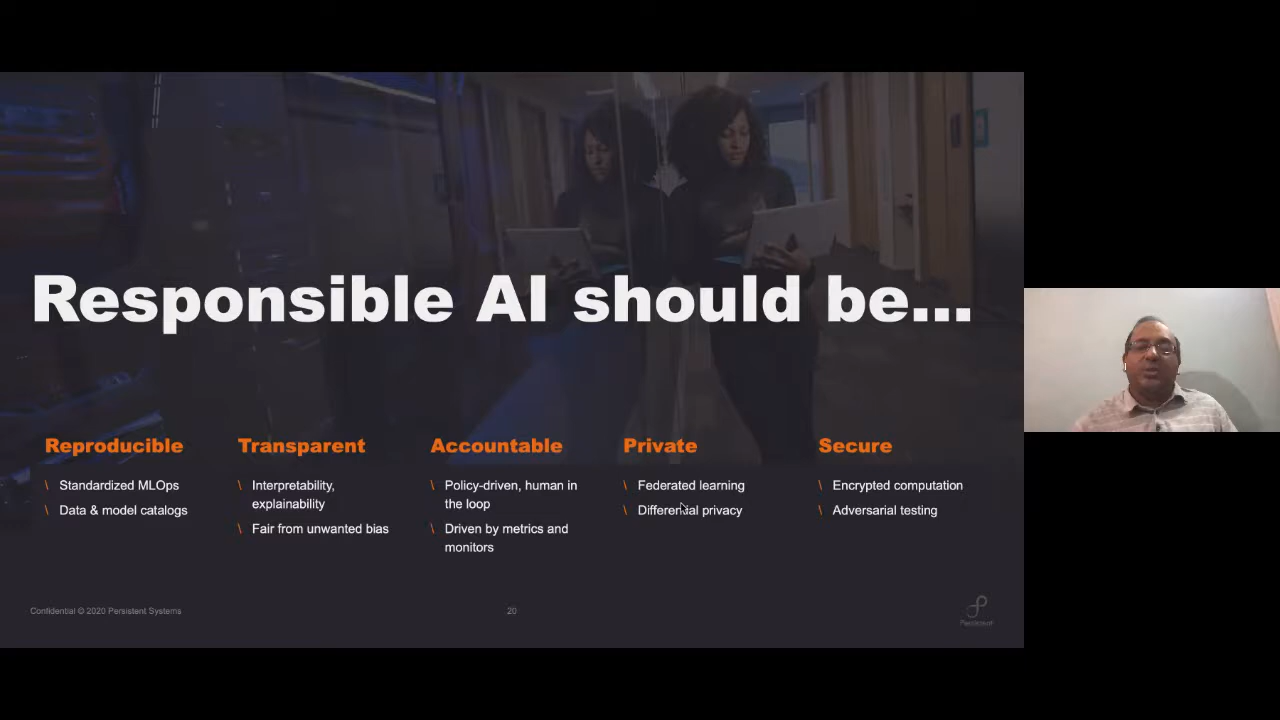 Responsible AI should be...
Reproducible
\ Standardized MLOps
\ Data & model catalogs
Transparent
\ Interpretability,
explainability
\ Fair from unwanted bias
Accountable
\ Policy-driven, human in
the loop
\ Driven by metrics and
monitors
Private
\ Federated learning
\ Differential privacy
Secure
\ Encrypted computation
\ Adversarial testing
Confidential © 2020 Persistent Systems
20
Persistent